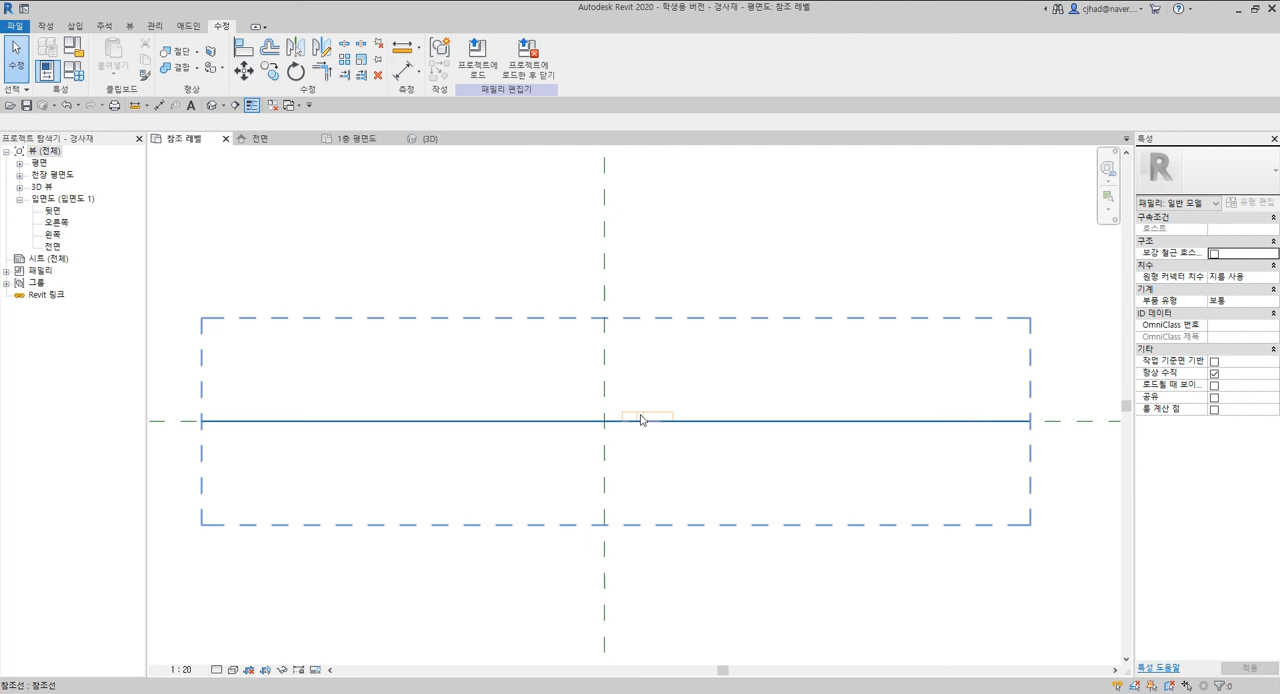 Autodesk Revit 2020 - 학생용 버전 - 경사재 - 평면도: 참조 레벨
cjhad@naver....
파일 작성 삽입 주석 뷰 관리 애드인 수정
수정
붙여넣기
절단
결합
프로젝트에
로드
프로젝트에
로드한 후 닫기
선택 특성 클립보드 형상 수정 측정 작성 패밀리 편집기
프로젝트 탐색기 - 경사재
참조 레벨 전면 1층 평면도 {3D}
특성
뷰 (전체)
평면
천장 평면도
3D 뷰
입면도 (입면도 1)
뒷면
오른쪽
왼쪽
전면
시트 (전체)
패밀리
그룹
Revit 링크
패밀리: 일반 모델
유형 편집
구속조건
호스트
구조
보강 철근 호스...
치수
원형 커넥터 치수 지름 사용
기계
부품 유형 보통
ID 데이터
OmniClass 번호
OmniClass 제목
기타
작업 기준면 기반
항상 수직
로드될 때 보이...
공유
룸 계산 점
1 : 20
특성 도움말
적용
참조선 : 참조선
:0